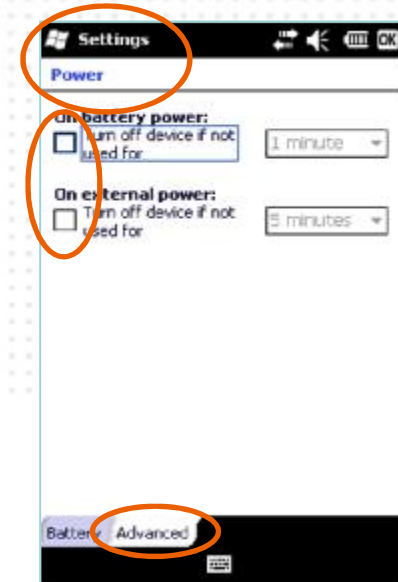 Settings
OK
Power
On battery power:
Turn off device if not
used for
1 minute
On external power:
Turn off device if not
used for
5 minutes
Battery
Advanced